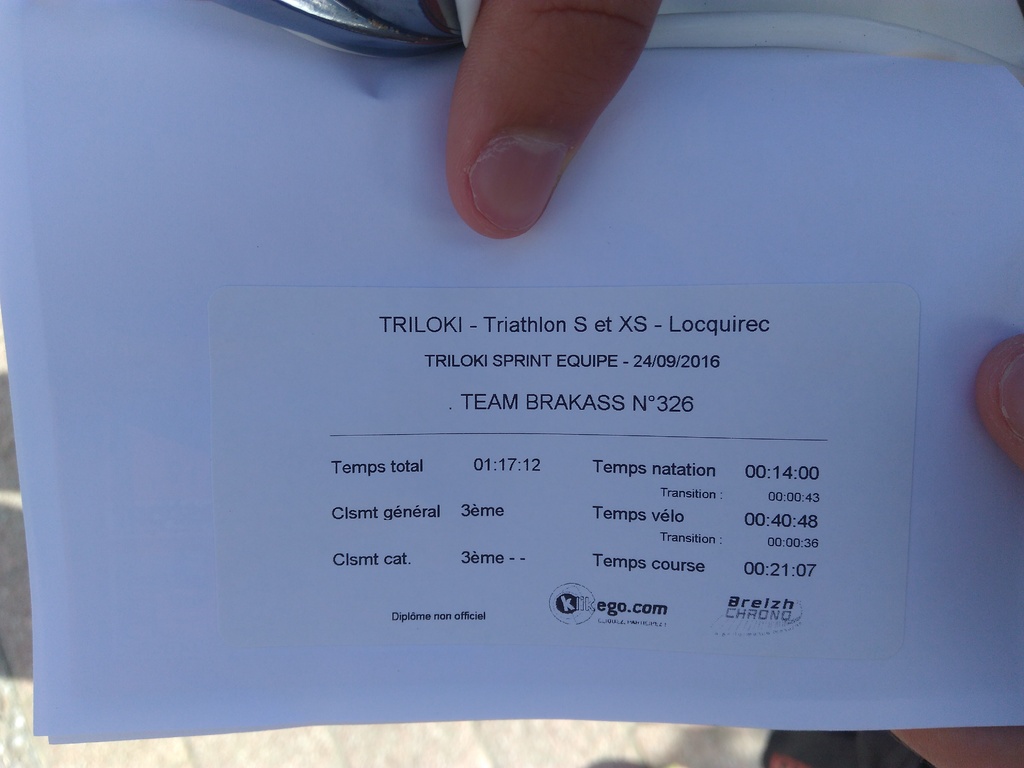 TRILOKI - Triathlon S et XS - Locquirec
TRILOKI SPRINT EQUIPE - 24/09/2016
. TEAM BRAKASS N°326
Temps total 01:17:12
Clsmt général 3ème
Clsmt cat. 3ème - -
Temps natation 00:14:00
Transition : 00:00:43
Temps vélo 00:40:48
Transition : 00:00:36
Temps course 00:21:07
Diplôme non officiel
Klikego.com
Breizh
CHRONO